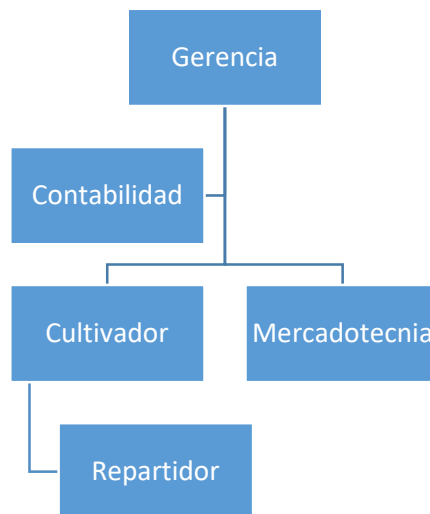 Gerencia
Contabilidad
Cultivador
Mercadotecnia
Repartidor